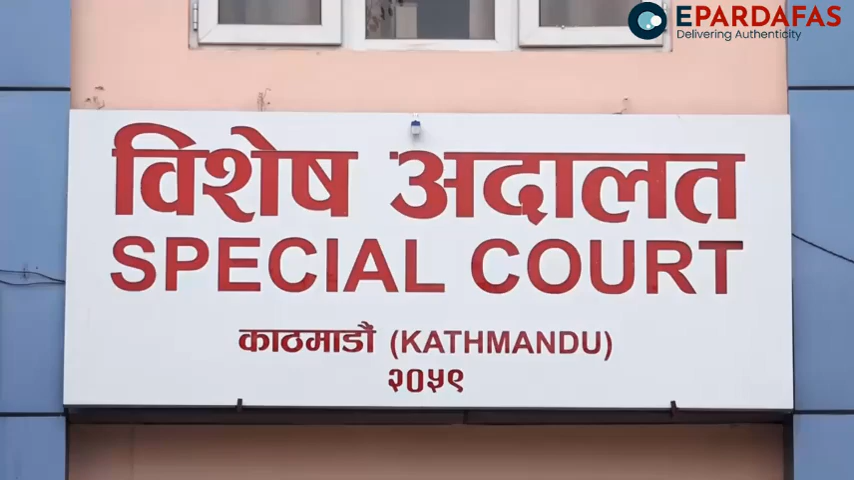 EPARDAFAS
Delivering Authenticity
विशेष अदालत
SPECIAL COURT
काठमाडौं (KATHMANDU)
२०५९